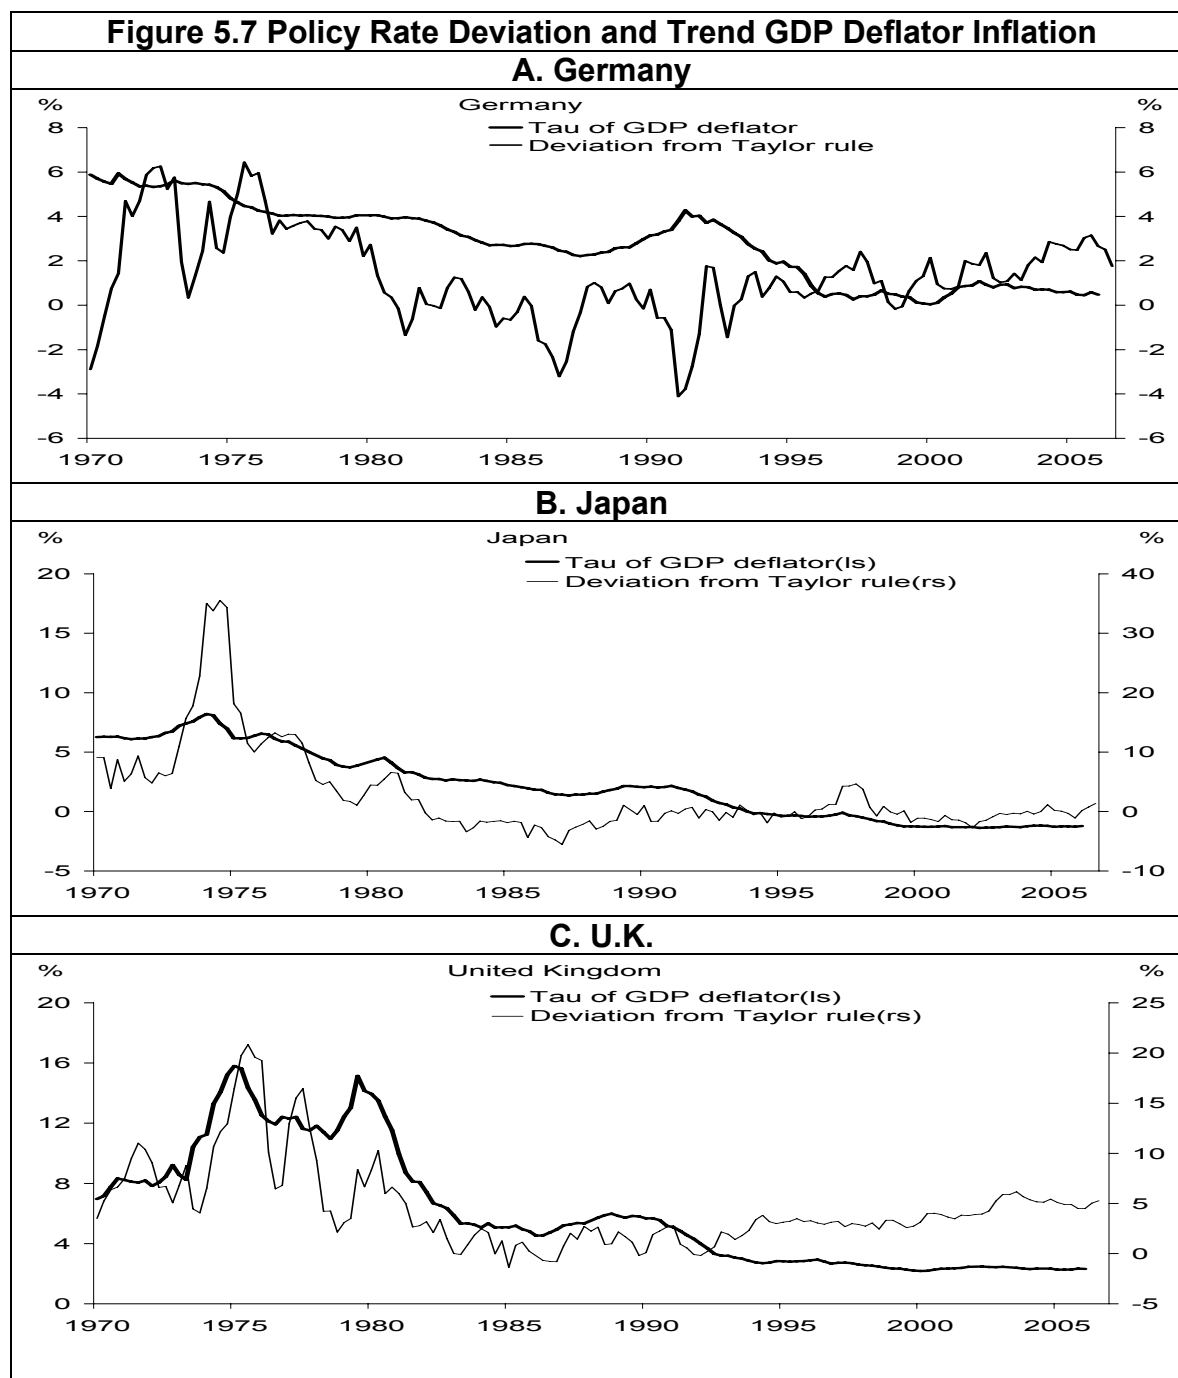 Figure 5.7 Policy Rate Deviation and Trend GDP Deflator Inflation
A. Germany
% Germany %
Tau of GDP deflator
Deviation from Taylor rule
8 8
6 6
4 4
2 2
0 0
-2 -2
-4 -4
-6 -6
1970 1975 1980 1985 1990 1995 2000 2005
B. Japan
% Japan %
Tau of GDP deflator(ls)
Deviation from Taylor rule(rs)
20 40
15 30
10 20
5 10
0 0
-5 -10
1970 1975 1980 1985 1990 1995 2000 2005
C. U.K.
% United Kingdom %
Tau of GDP deflator(ls)
Deviation from Taylor rule(rs)
20 25
20
16
15
12
10
8
5
4
0
0 -5
1970 1975 1980 1985 1990 1995 2000 2005